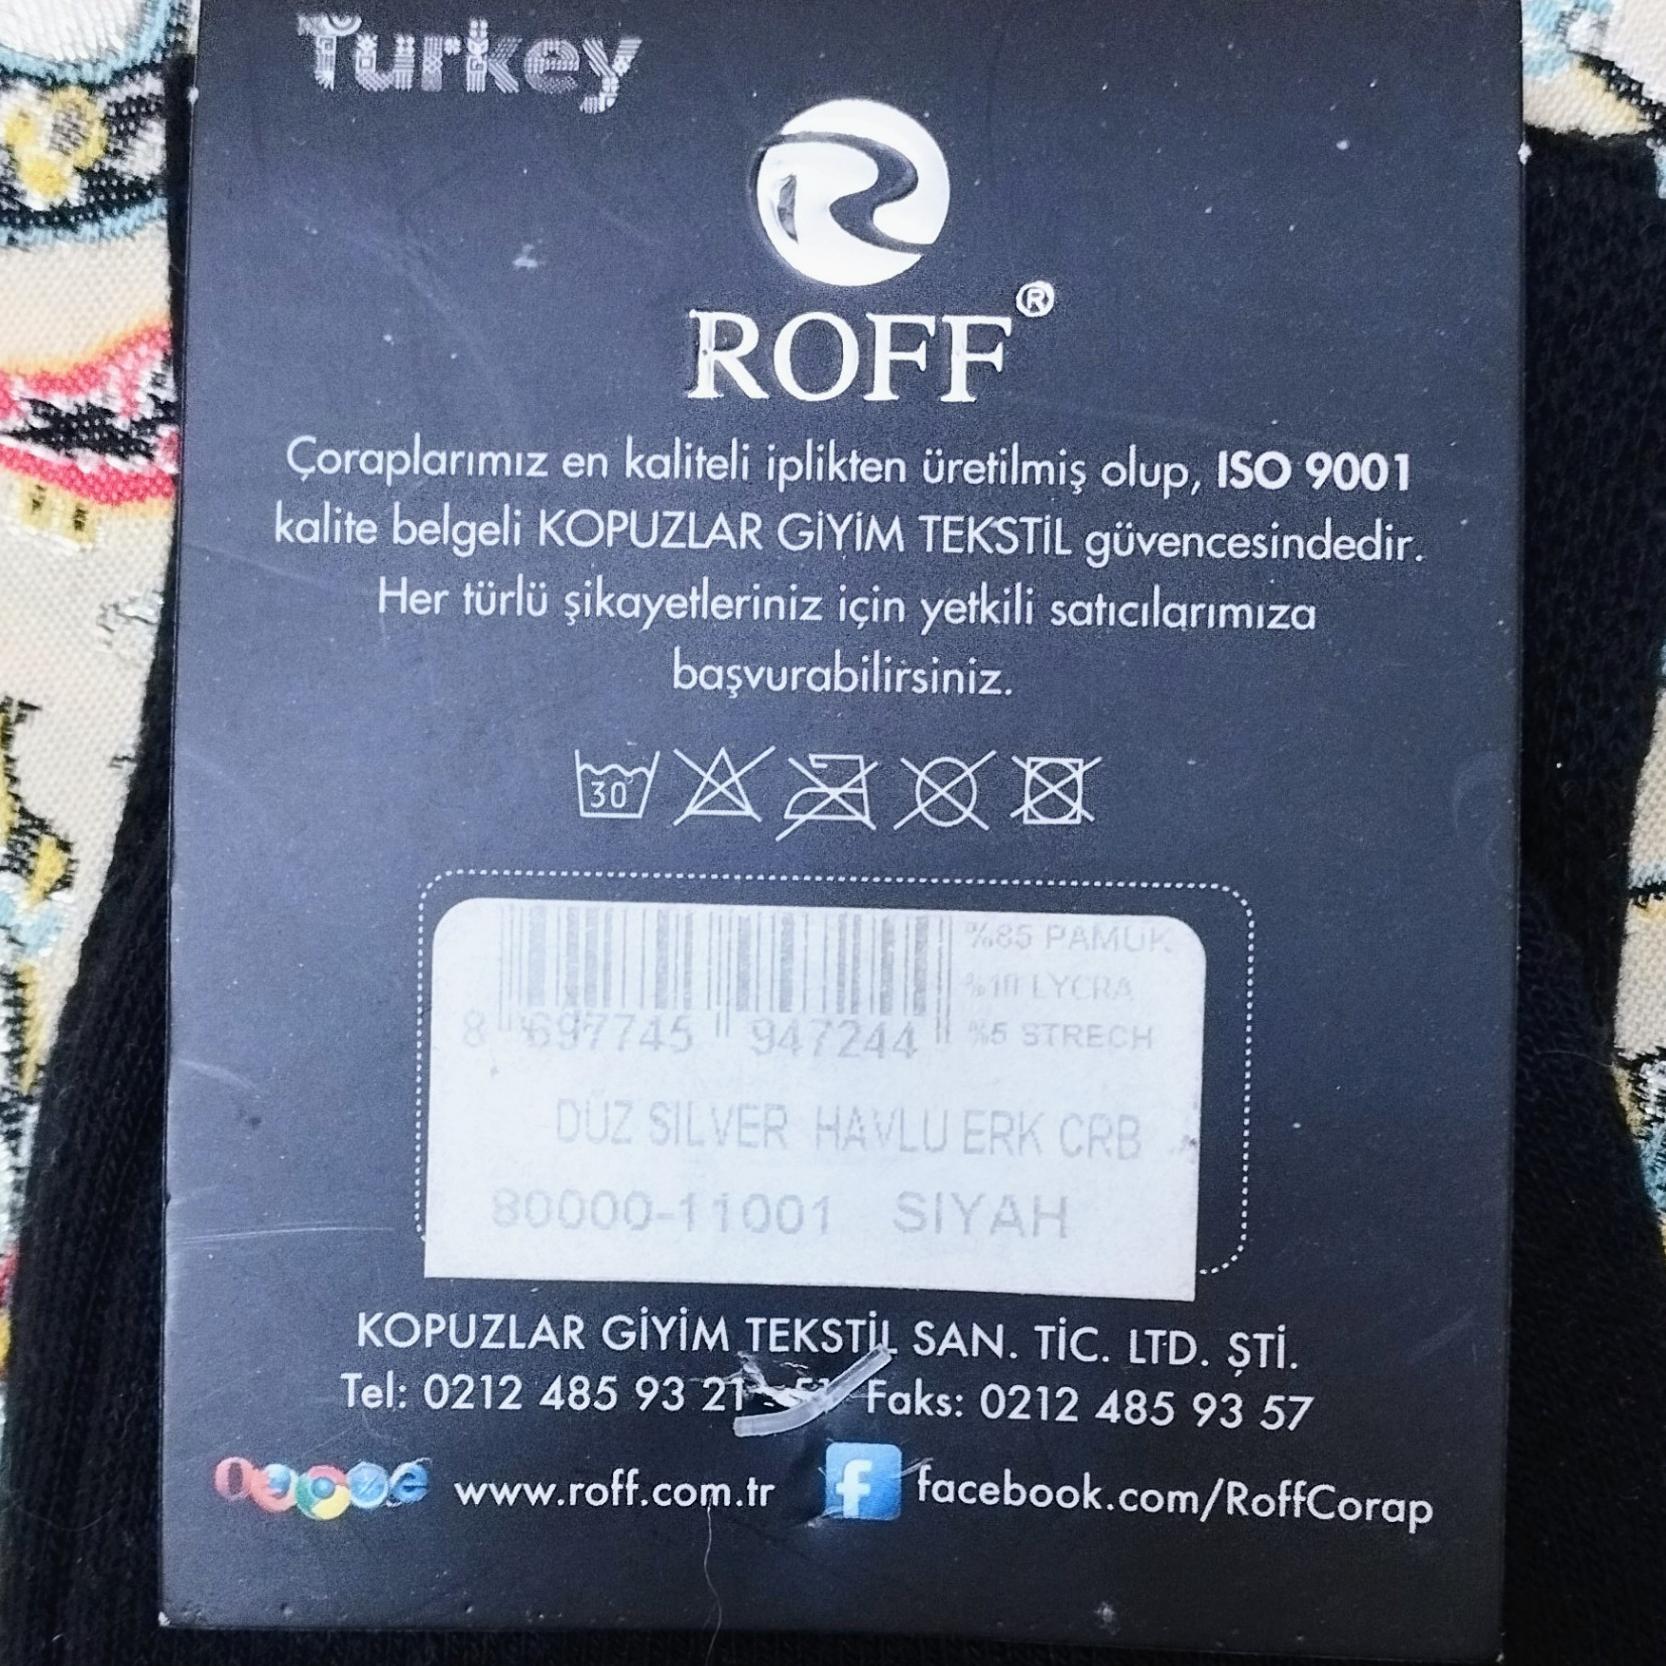 Turkey
R
ROFF®
Çoraplarımız en kaliteli iplikten üretilmiş olup, ISO 9001
kalite belgeli KOPUZLAR GİYİM TEKSTİL güvencesindedir.
Her türlü şikayetleriniz için yetkili satıcılarımıza
başvurabilirsiniz.
30°
%85 PAMUK
%10 LYCRA
%5 STRECH
8 697745 947244
DÜZ SILVER HAVLU ERK CRB
80000-11001 SIYAH
KOPUZLAR GİYİM TEKSTİL SAN. TİC. LTD. ŞTİ.
Tel: 0212 485 93 21 Faks: 0212 485 93 57
www.roff.com.tr f facebook.com/RoffCorap